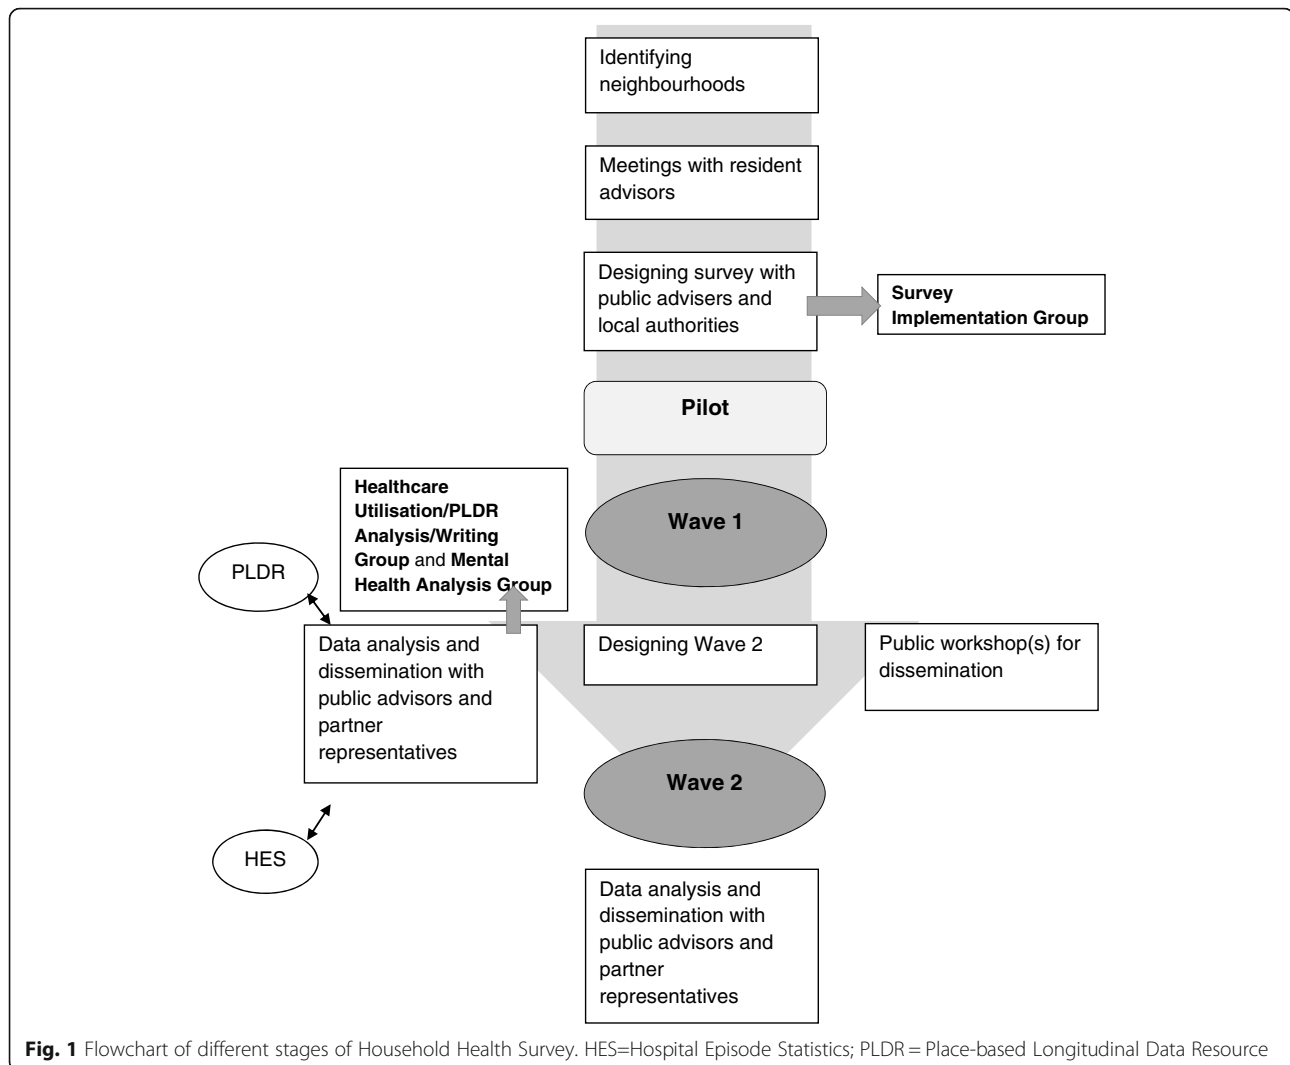 Identifying
neighbourhoods
Meetings with resident
advisors
Designing survey with
public advisers and
local authorities
Survey
Implementation Group
Pilot
Healthcare
Utilisation/PLDR
Analysis/Writing
Group and Mental
Health Analysis Group
Wave 1
PLDR
Data analysis and
dissemination with
public advisors and
partner
representatives
Designing Wave 2
Public workshop(s) for
dissemination
Wave 2
HES
Data analysis and
dissemination with
public advisors and
partner
representatives
Fig. 1 Flowchart of different stages of Household Health Survey. HES=Hospital Episode Statistics; PLDR = Place-based Longitudinal Data Resource